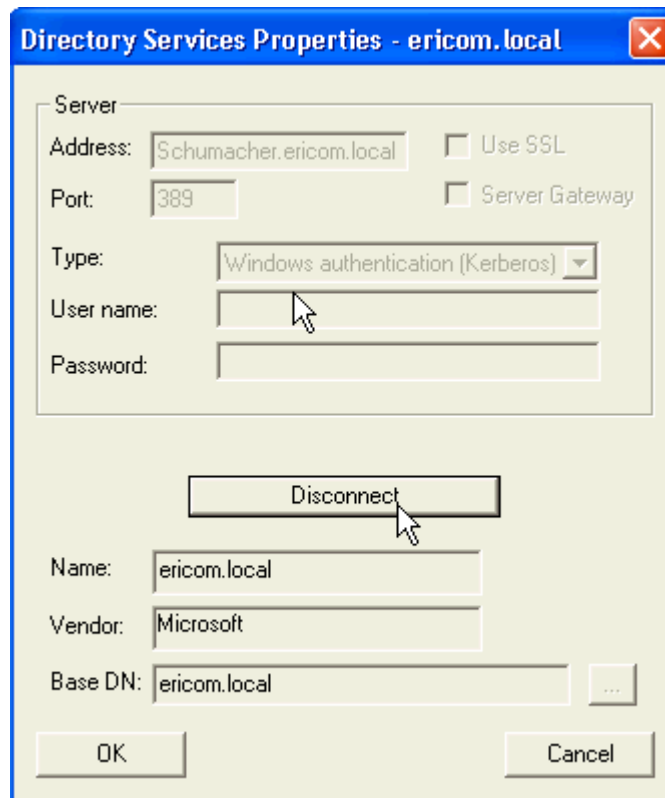 Directory Services Properties - ericom.local
Server
Address: Schumacher.ericom.local Use SSL
Port: 389 Server Gateway
Type: Windows authentication (Kerberos)
User name:
Password:
Disconnect
Name: ericom.local
Vendor: Microsoft
Base DN: ericom.local ...
OK Cancel